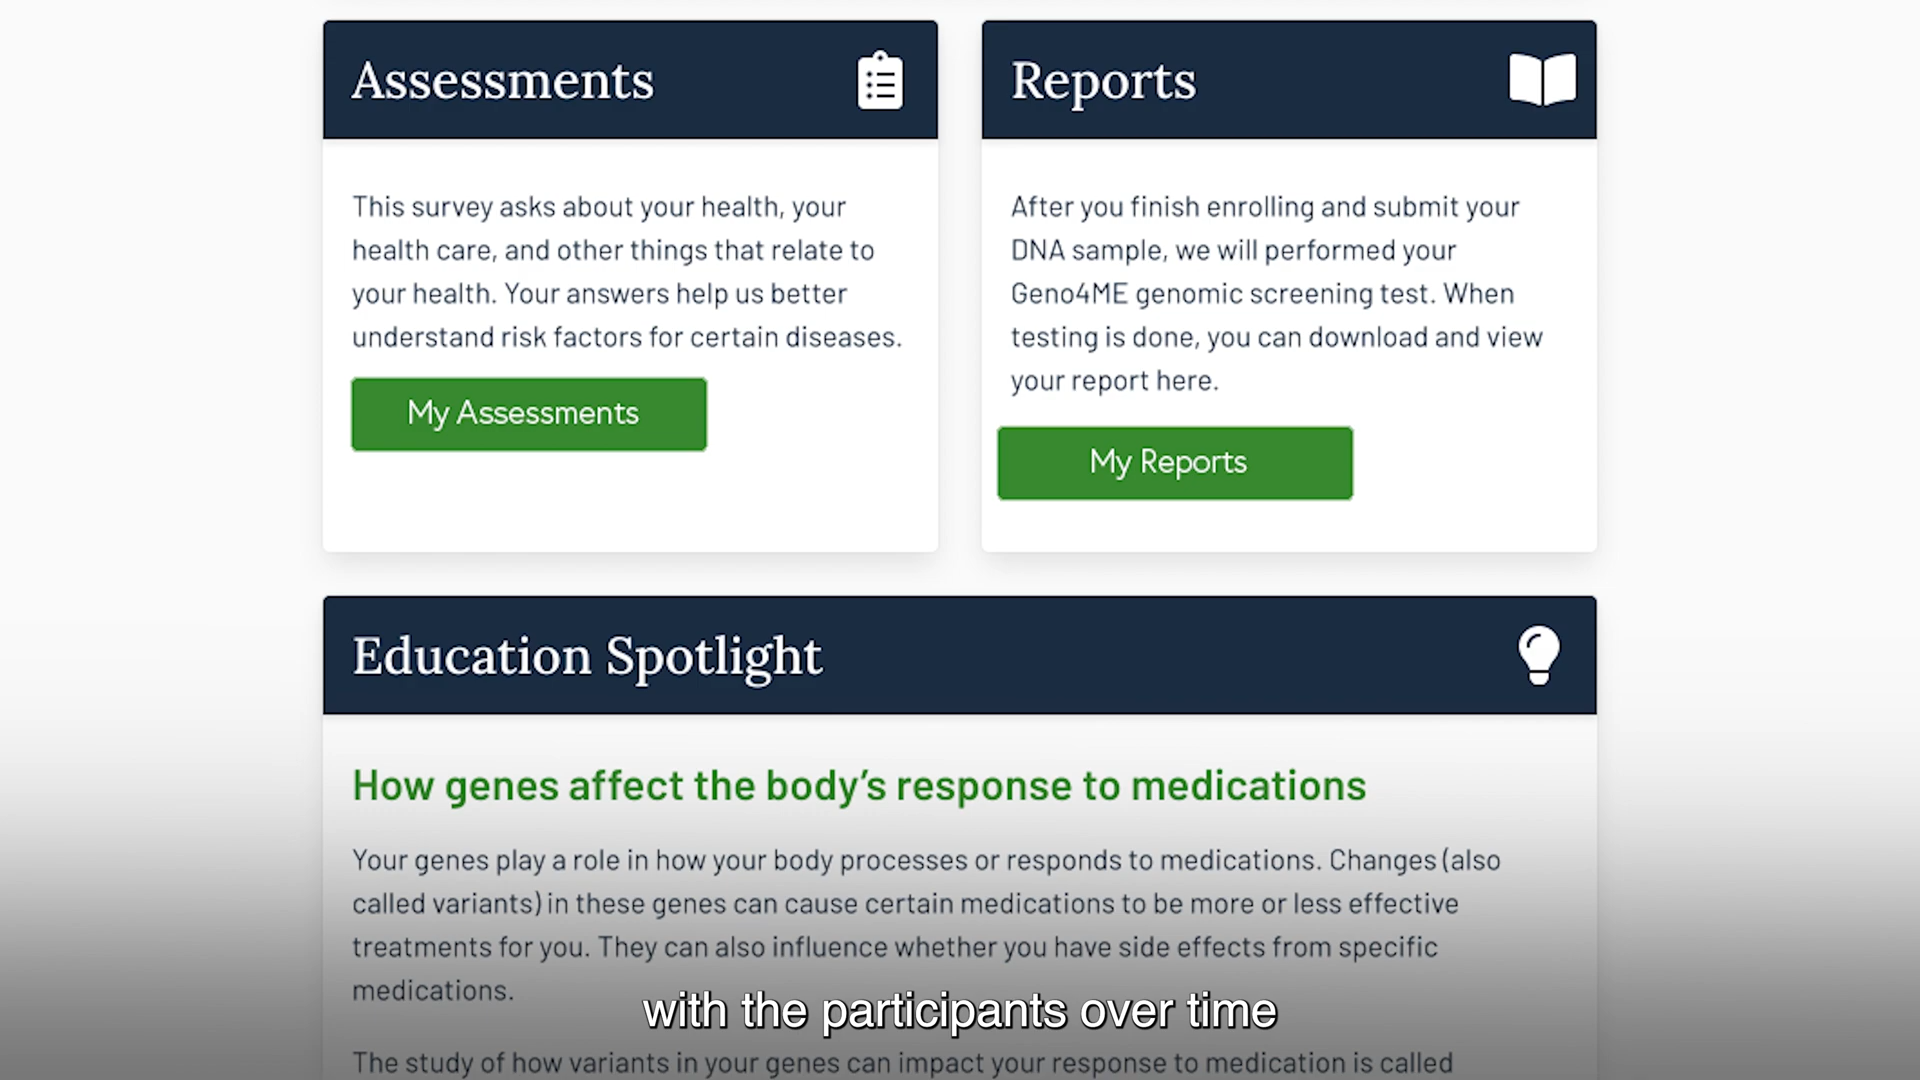 Assessments
This survey asks about your health, your
health care, and other things that relate to
your health. Your answers help us better
understand risk factors for certain diseases.
My Assessments
Reports
After you finish enrolling and submit your
DNA sample, we will performed your
Geno4ME genomic screening test. When
testing is done, you can download and view
your report here.
My Reports
Education Spotlight
How genes affect the body's response to medications
Your genes play a role in how your body processes or responds to medications. Changes (also
called variants) in these genes can cause certain medications to be more or less effective
treatments for you. They can also influence whether you have side effects from specific
medications.
with the participants over time
The study of how variants in your genes can impact your response to medication is called